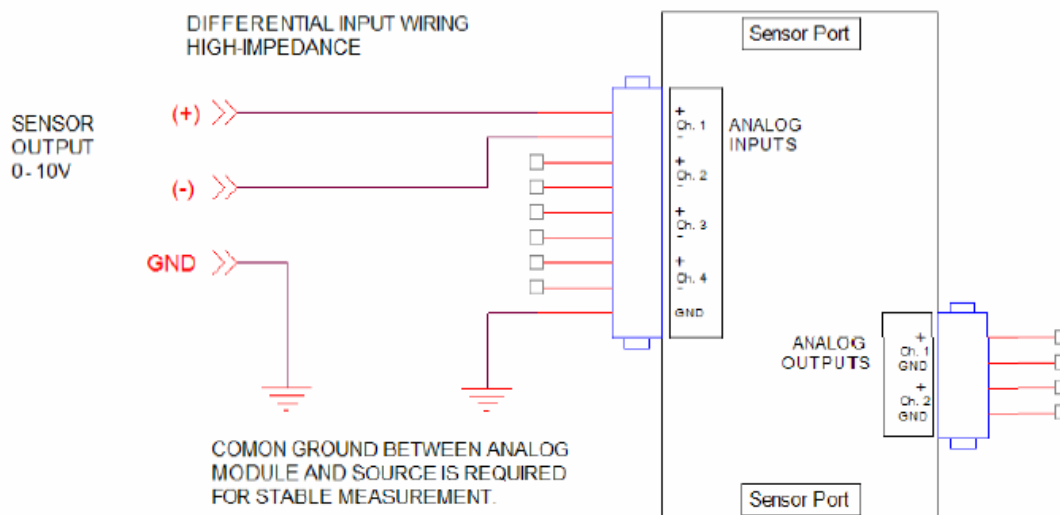 DIFFERENTIAL INPUT WIRING
HIGH-IMPEDANCE
SENSOR
OUTPUT
0-10V
(+)
(-)
GND
COMON GROUND BETWEEN ANALOG
MODULE AND SOURCE IS REQUIRED
FOR STABLE MEASUREMENT.
Sensor Port
+
Ch. 1
-
+
Ch. 2
-
+
Ch. 3
-
+
Ch. 4
-
GND
ANALOG
INPUTS
ANALOG
OUTPUTS
+
Ch. 1
GND
+
Ch. 2
GND
Sensor Port